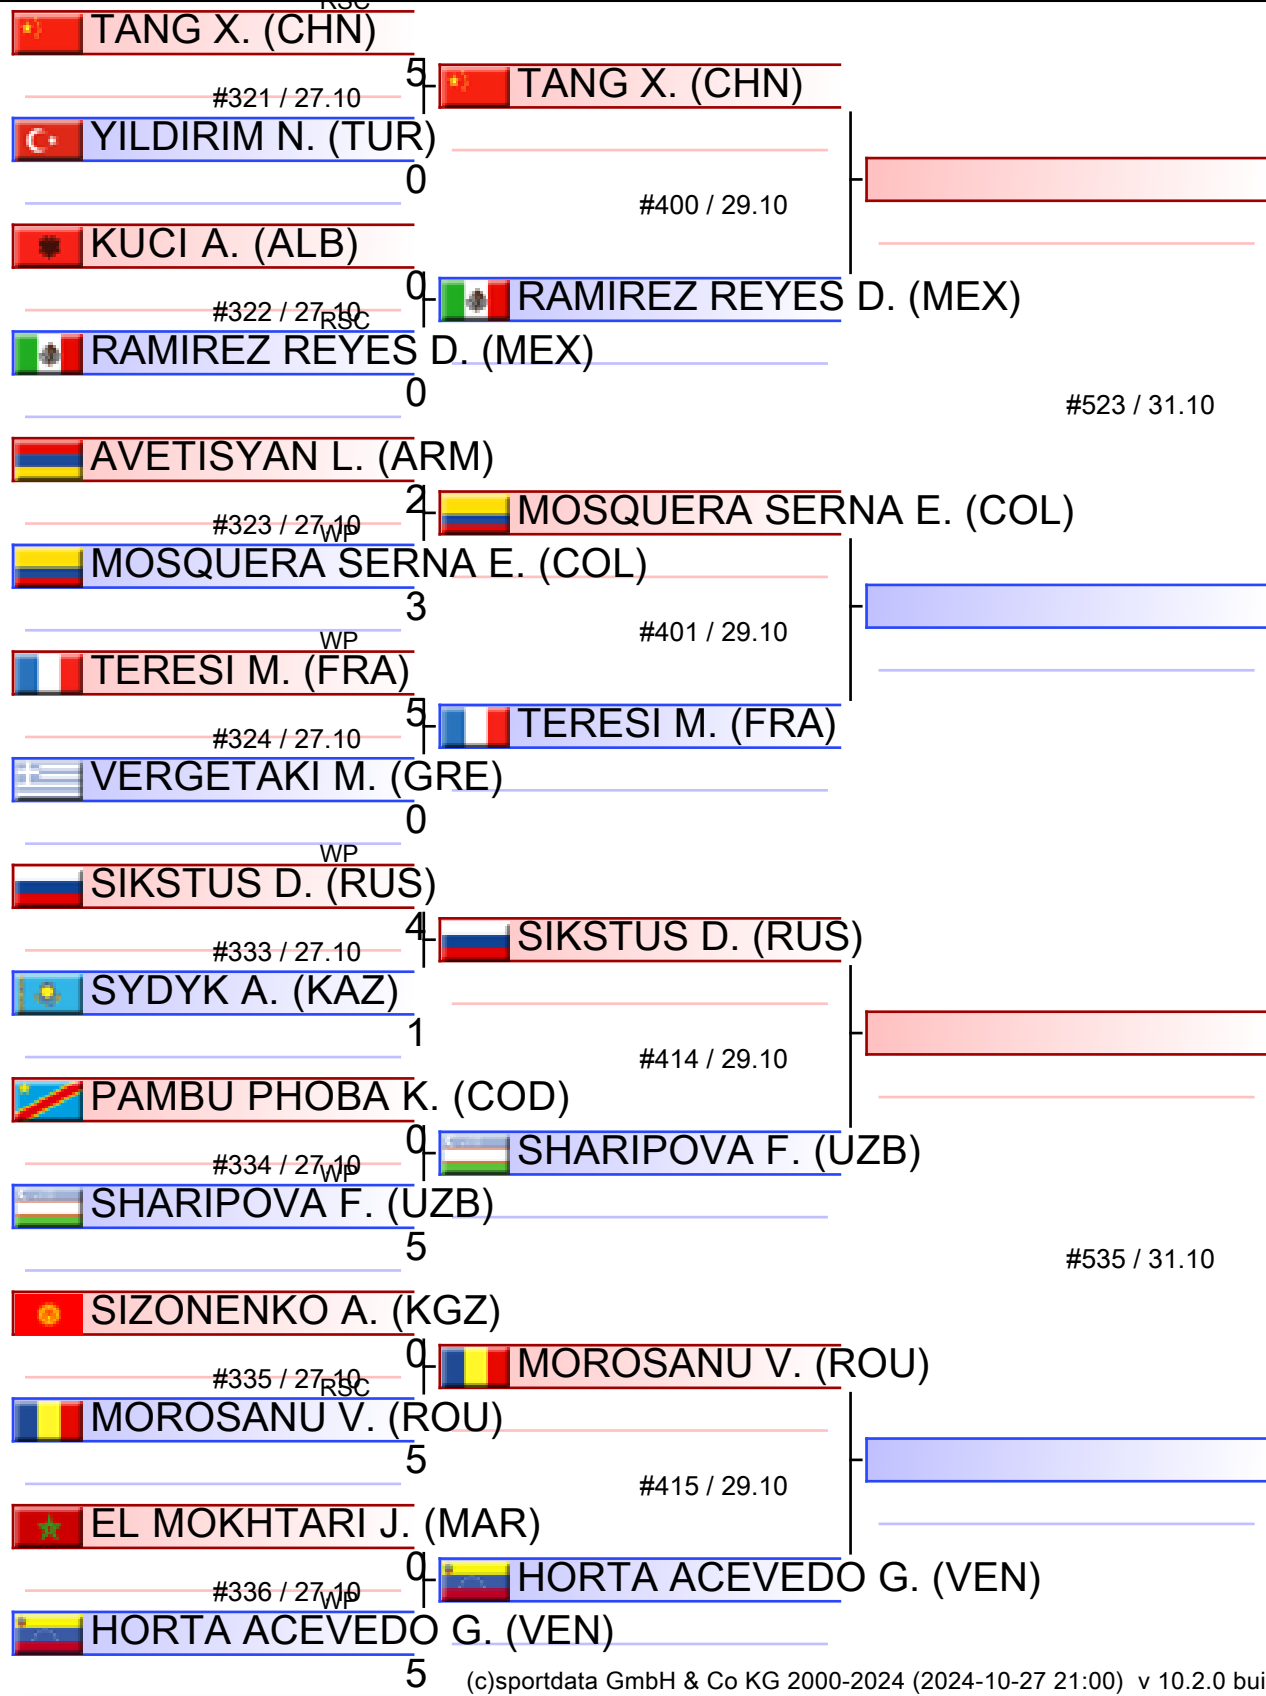 RSC
TANG X. (CHN)
5
#321 / 27.10
YILDIRIM N. (TUR)
0
TANG X. (CHN)
#400 / 29.10
KUCI A. (ALB)
0
#322 / 27.10
RSC
RAMIREZ REYES D. (MEX)
0
RAMIREZ REYES D. (MEX)
#523 / 31.10
AVETISYAN L. (ARM)
2
#323 / 27.10
WP
MOSQUERA SERNA E. (COL)
3
MOSQUERA SERNA E. (COL)
#401 / 29.10
WP
TERESI M. (FRA)
5
#324 / 27.10
VERGETAKI M. (GRE)
0
TERESI M. (FRA)
WP
SIKSTUS D. (RUS)
4
#333 / 27.10
SYDYK A. (KAZ)
1
SIKSTUS D. (RUS)
#414 / 29.10
PAMBU PHOBA K. (COD)
0
#334 / 27.10
WP
SHARIPOVA F. (UZB)
5
SHARIPOVA F. (UZB)
#535 / 31.10
SIZONENKO A. (KGZ)
0
#335 / 27.10
RSC
MOROSANU V. (ROU)
5
MOROSANU V. (ROU)
#415 / 29.10
EL MOKHTARI J. (MAR)
0
#336 / 27.10
WP
HORTA ACEVEDO G. (VEN)
5
HORTA ACEVEDO G. (VEN)
(c)sportdata GmbH & Co KG 2000-2024 (2024-10-27 21:00) v 10.2.0 bui